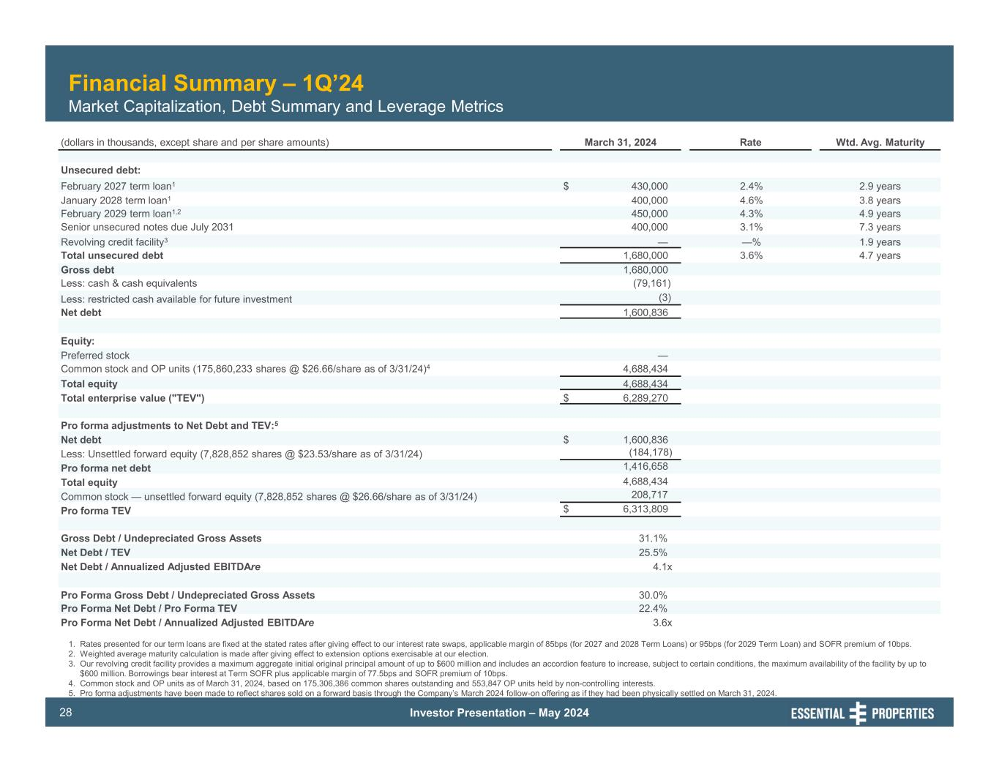 Financial Summary – 1Q’24
Market Capitalization, Debt Summary and Leverage Metrics
(dollars in thousands, except share and per share amounts) March 31, 2024 Rate Wtd. Avg. Maturity
Unsecured debt:
February 2027 term loan¹ $ 430,000 2.4% 2.9 years
January 2028 term loan¹ 400,000 4.6% 3.8 years
February 2029 term loan¹,² 450,000 4.3% 4.9 years
Senior unsecured notes due July 2031 400,000 3.1% 7.3 years
Revolving credit facility³ — —% 1.9 years
Total unsecured debt 1,680,000 3.6% 4.7 years
Gross debt 1,680,000
Less: cash & cash equivalents (79,161)
Less: restricted cash available for future investment (3)
Net debt 1,600,836
Equity:
Preferred stock —
Common stock and OP units (175,860,233 shares @ $26.66/share as of 3/31/24)⁴ 4,688,434
Total equity 4,688,434
Total enterprise value ("TEV") $ 6,289,270
Pro forma adjustments to Net Debt and TEV:⁵
Net debt $ 1,600,836
Less: Unsettled forward equity (7,828,852 shares @ $23.53/share as of 3/31/24) (184,178)
Pro forma net debt 1,416,658
Total equity 4,688,434
Common stock — unsettled forward equity (7,828,852 shares @ $26.66/share as of 3/31/24) 208,717
Pro forma TEV $ 6,313,809
Gross Debt / Undepreciated Gross Assets 31.1%
Net Debt / TEV 25.5%
Net Debt / Annualized Adjusted EBITDAre 4.1x
Pro Forma Gross Debt / Undepreciated Gross Assets 30.0%
Pro Forma Net Debt / Pro Forma TEV 22.4%
Pro Forma Net Debt / Annualized Adjusted EBITDAre 3.6x
1. Rates presented for our term loans are fixed at the stated rates after giving effect to our interest rate swaps, applicable margin of 85bps (for 2027 and 2028 Term Loans) or 95bps (for 2029 Term Loan) and SOFR premium of 10bps.
2. Weighted average maturity calculation is made after giving effect to extension options exercisable at our election.
3. Our revolving credit facility provides a maximum aggregate initial original principal amount of up to $600 million and includes an accordion feature to increase, subject to certain conditions, the maximum availability of the facility by up to
$600 million. Borrowings bear interest at Term SOFR plus applicable margin of 77.5bps and SOFR premium of 10bps.
4. Common stock and OP units as of March 31, 2024, based on 175,306,386 common shares outstanding and 553,847 OP units held by non-controlling interests.
5. Pro forma adjustments have been made to reflect shares sold on a forward basis through the Company’s March 2024 follow-on offering as if they had been physically settled on March 31, 2024.
28 Investor Presentation – May 2024 ESSENTIAL PROPERTIES